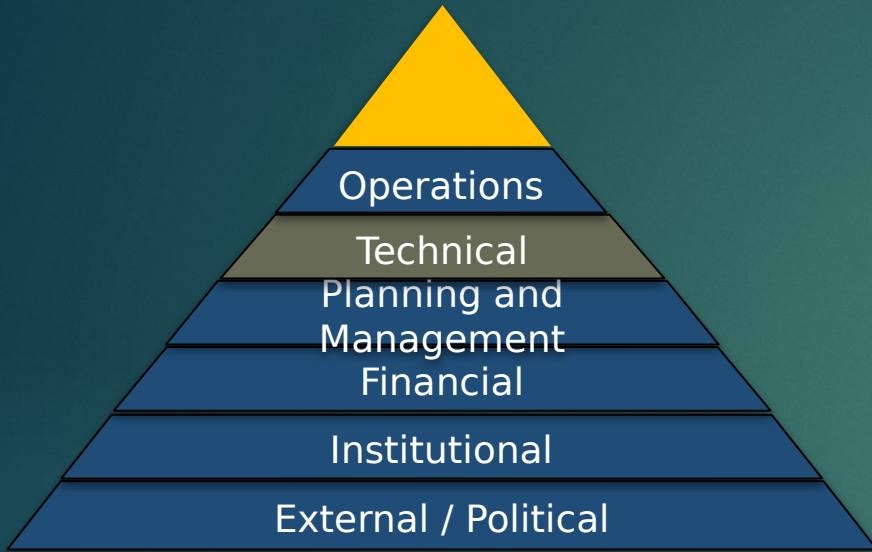 Operations
Technical
Planning and
Management
Financial
Institutional
External / Political